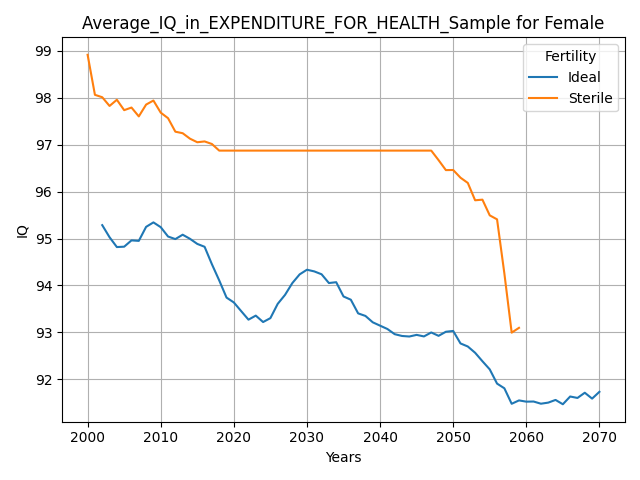 Average_IQ_in_EXPENDITURE_FOR_HEALTH_Sample for Female
Fertility
Ideal
Sterile
99
98
97
96
95
94
93
92
IQ
2000 2010 2020 2030 2040 2050 2060 2070
Years